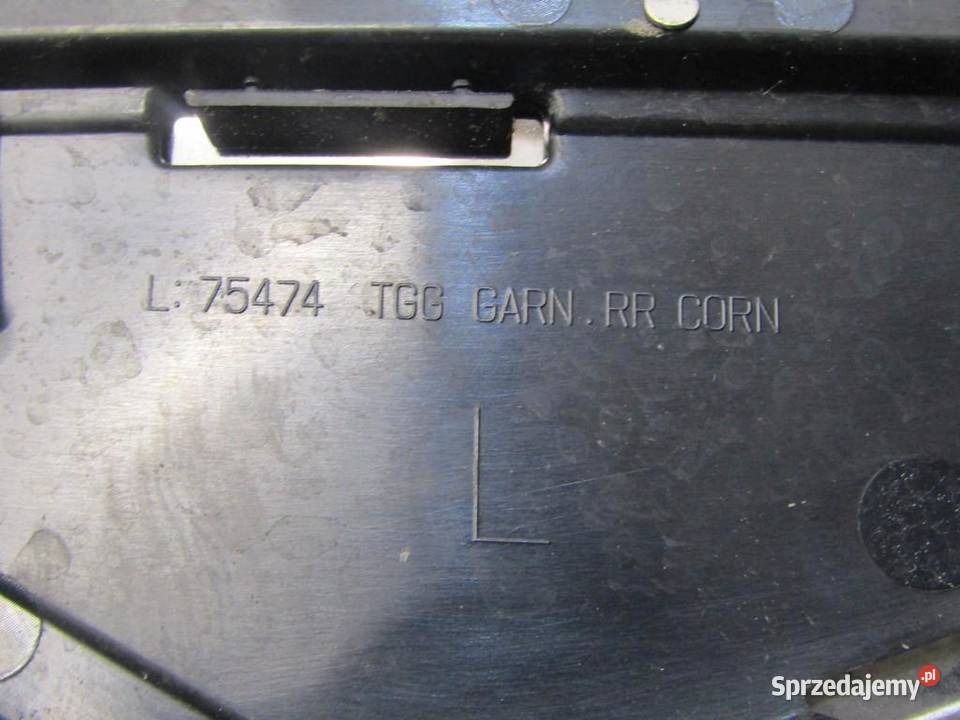 L: 75474 TGG GARN. RR CORN
L
Sprzedajemy.pl